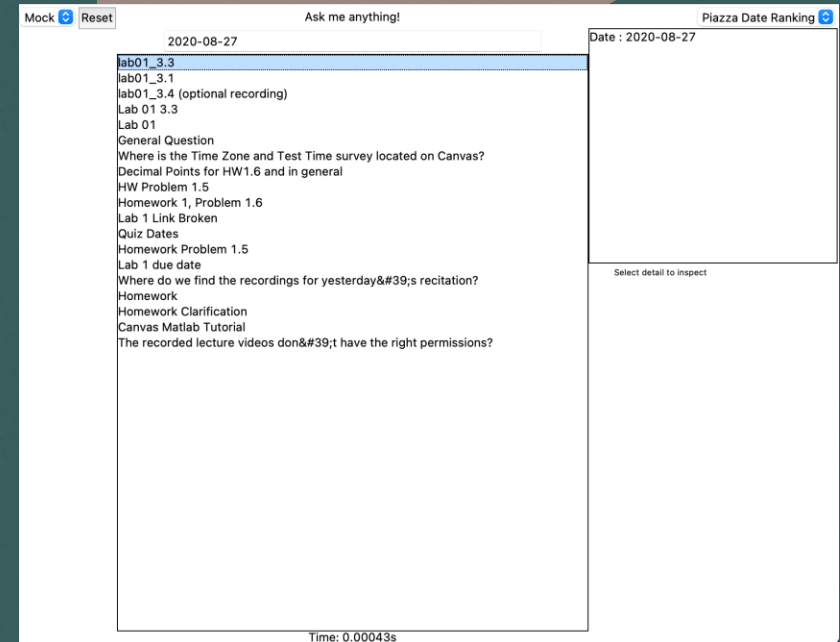 Mock Reset Ask me anything! Piazza Date Ranking
2020-08-27
Date : 2020-08-27
lab01_3.3
lab01_3.1
lab01_3.4 (optional recording)
Lab 01 3.3
Lab 01
General Question
Where is the Time Zone and Test Time survey located on Canvas?
Decimal Points for HW1.6 and in general
HW Problem 1.5
Homework 1, Problem 1.6
Lab 1 Link Broken
Quiz Dates
Homework Problem 1.5
Lab 1 due date
Where do we find the recordings for yesterday&#39;s recitation?
Homework
Homework Clarification
Canvas Matlab Tutorial
The recorded lecture videos don&#39;t have the right permissions?
Select detail to inspect
Time: 0.00043s